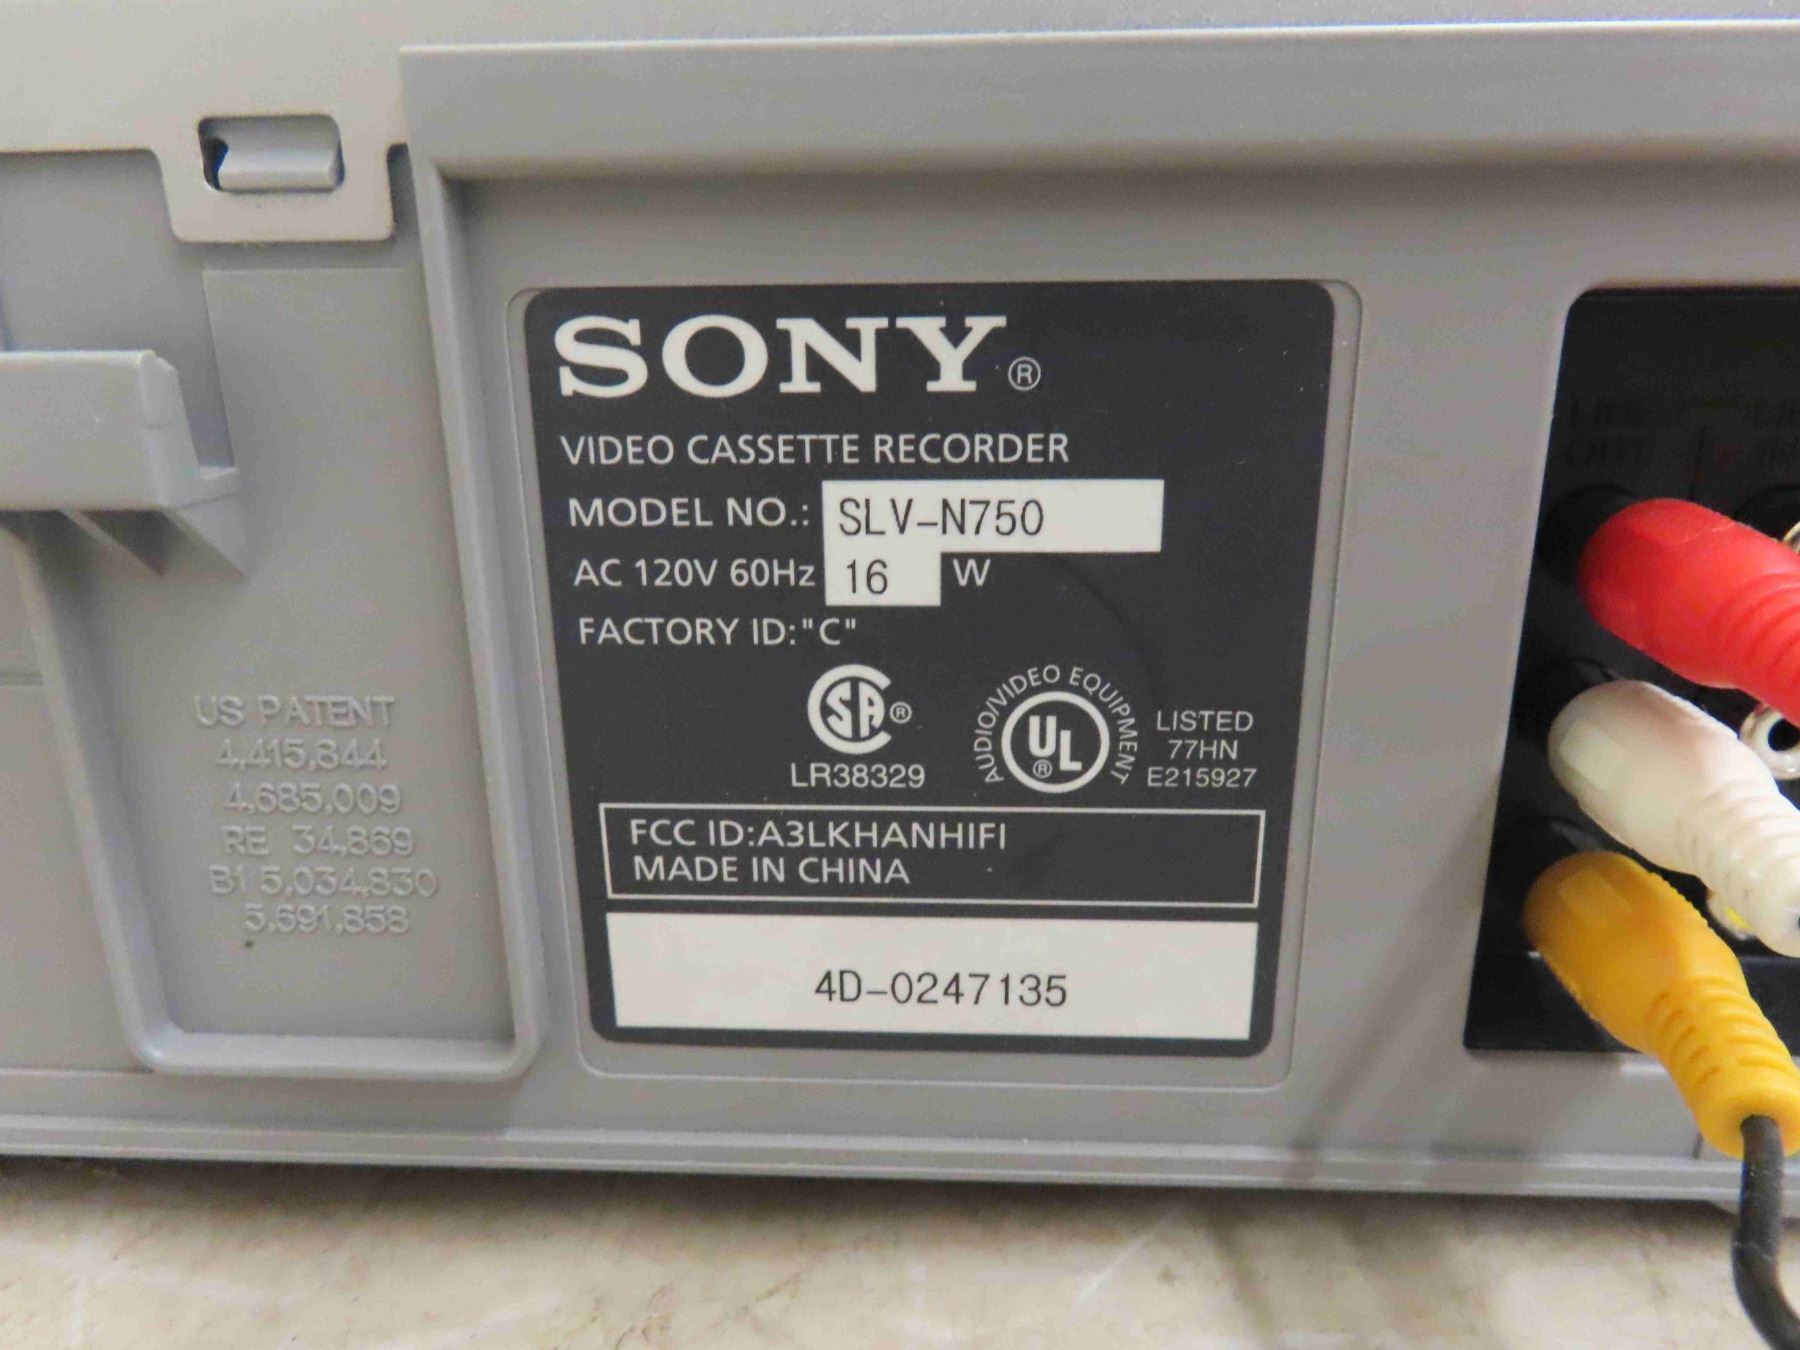 SONY®
VIDEO CASSETTE RECORDER
MODEL NO.: SLV-N750
AC 120V 60Hz 16 W
FACTORY ID:"C"
SA®
LR38329
AUDIO/VIDEO EQUIPMENT
UL®
LISTED
77HN
E215927
FCC ID:A3LKHANHIFI
MADE IN CHINA
4D-0247135
US PATENT
4,415,844
4,685,009
RE 34,869
B1 5,034,830
5,691,858